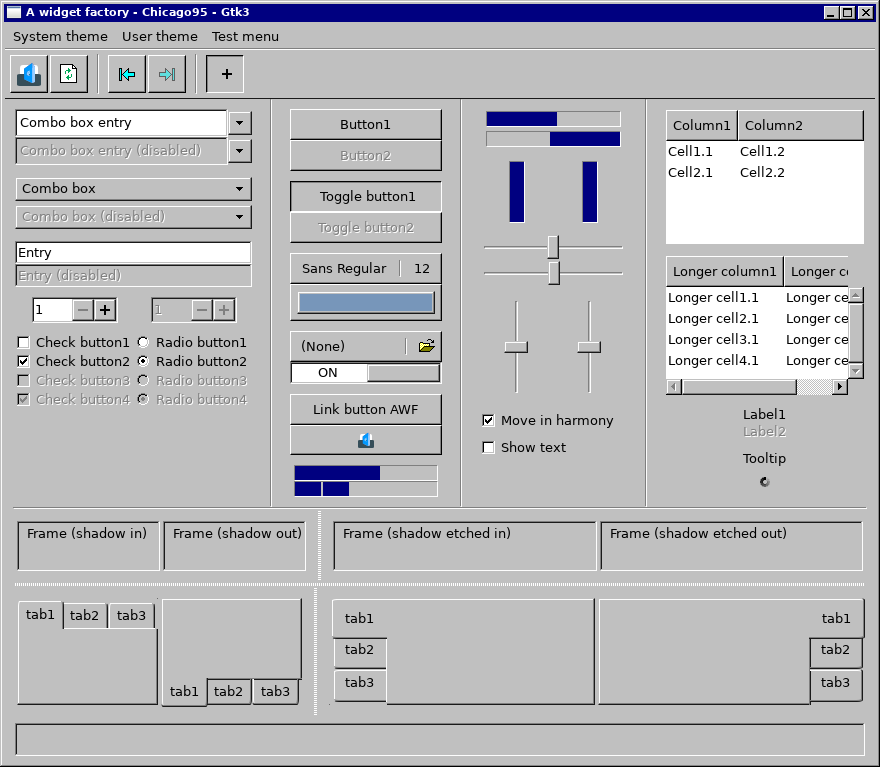 A widget factory - Chicago95 - Gtk3
System theme User theme Test menu
Combo box entry
Combo box entry (disabled)
Combo box
Combo box (disabled)
Entry
Entry (disabled)
1 1
Check button1 Radio button1
Check button2 Radio button2
Check button3 Radio button3
Check button4 Radio button4
Button1
Button2
Toggle button1
Toggle button2
Sans Regular 12
(None)
ON
Link button AWF
Move in harmony
Show text
Column1 Column2
Cell1.1 Cell1.2
Cell2.1 Cell2.2
Longer column1 Longer co
Longer cell1.1 Longer ce
Longer cell2.1 Longer ce
Longer cell3.1 Longer ce
Longer cell4.1 Longer ce
Label1
Label2
Tooltip
Frame (shadow in) Frame (shadow out) Frame (shadow etched in) Frame (shadow etched out)
tab1 tab2 tab3
tab1 tab2 tab3
tab1
tab2
tab3
tab1
tab2
tab3